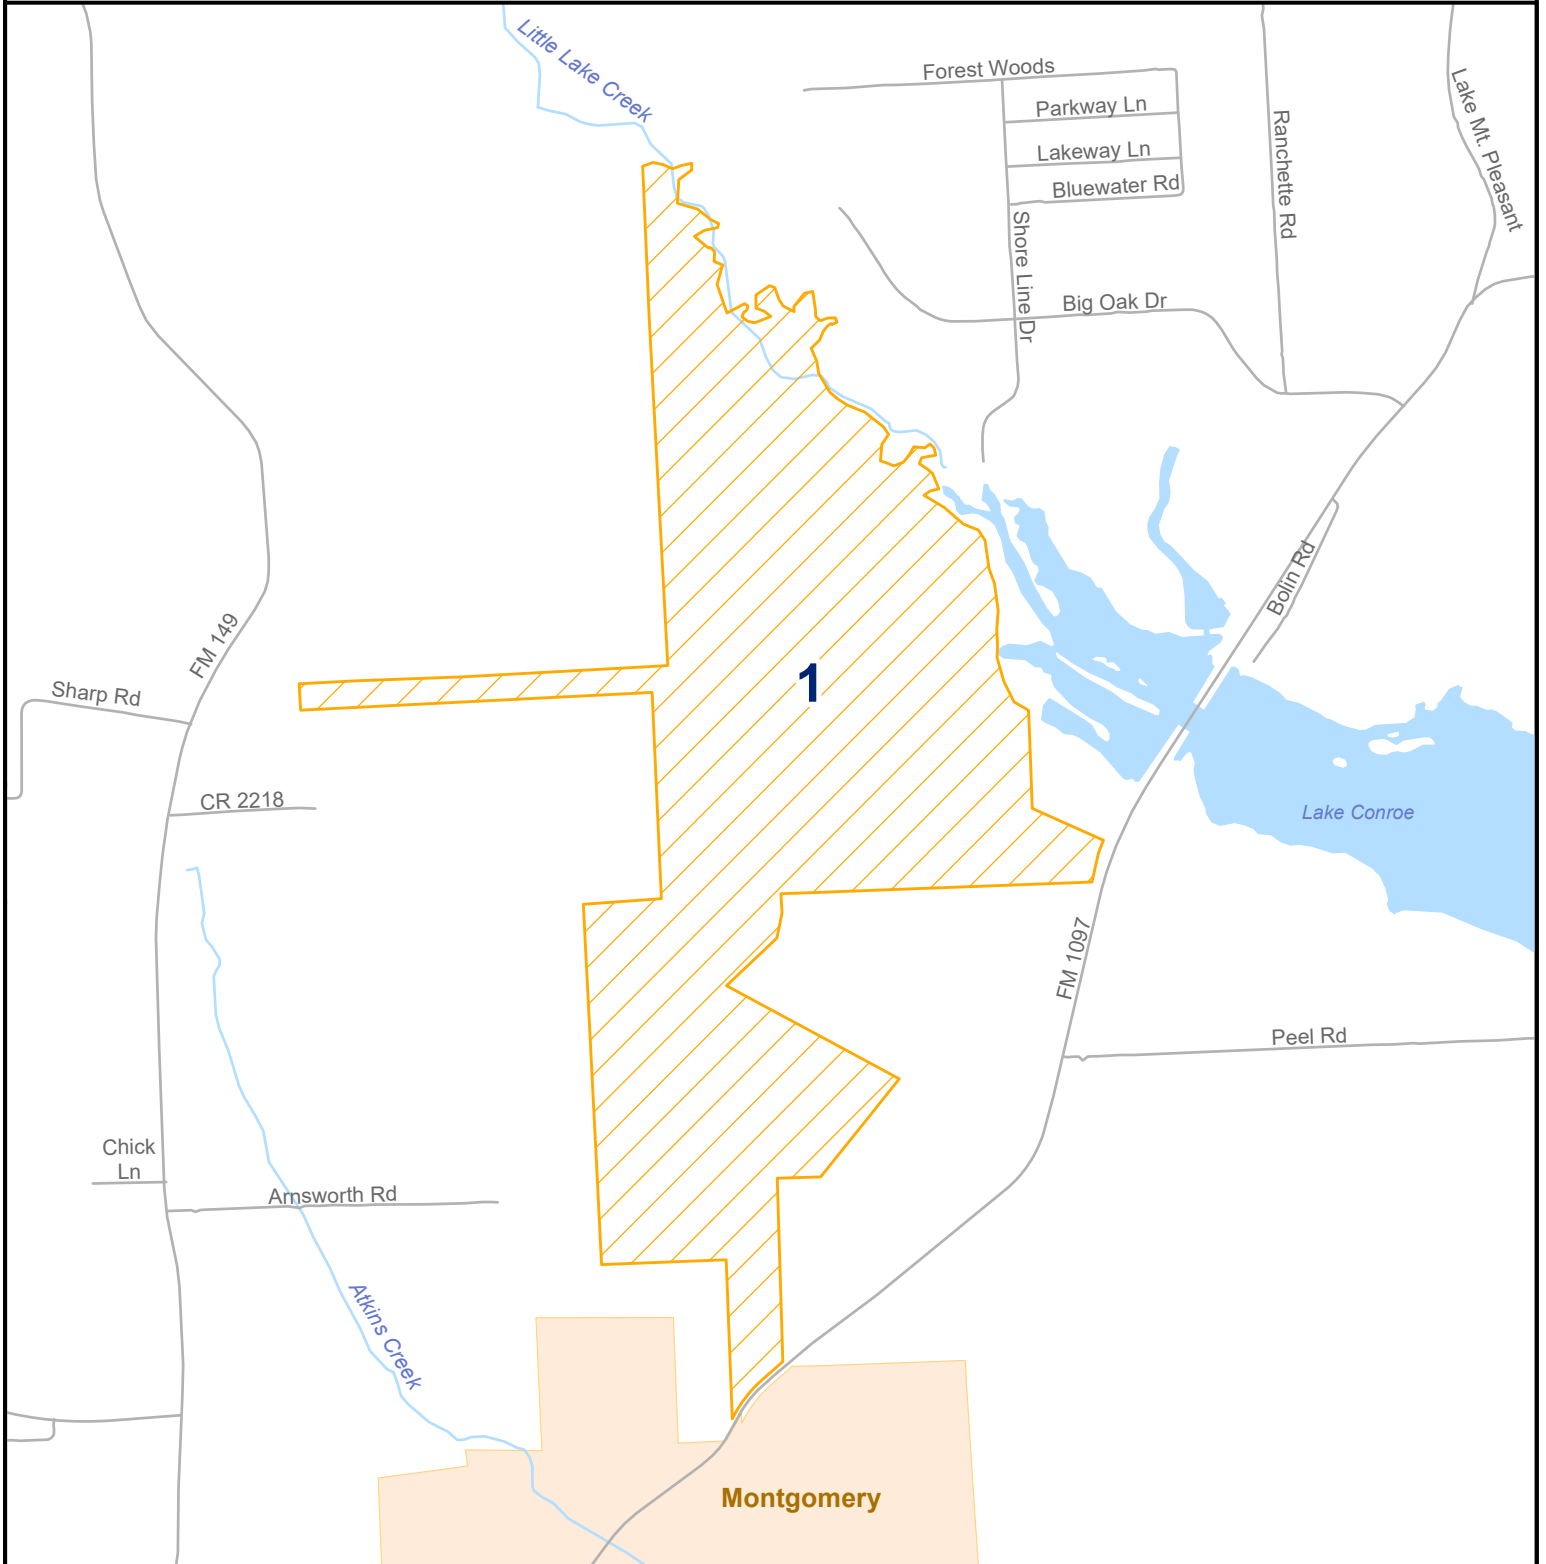 Little Lake Creek
Forest Woods
Parkway Ln
Lakeway Ln
Bluewater Rd
Ranchette Rd
Lake Mt. Pleasant
Shore Line Dr
Big Oak Dr
Bolin Rd
FM 149
Sharp Rd
1
CR 2218
Lake Conroe
FM 1097
Peel Rd
Chick
Ln
Arnsworth Rd
Atkins Creek
Montgomery